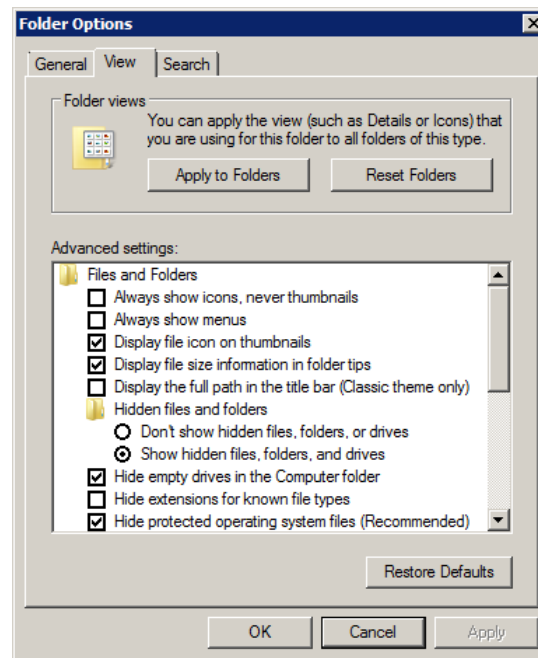 Folder Options
General View Search
Folder views
You can apply the view (such as Details or Icons) that
you are using for this folder to all folders of this type.
Apply to Folders Reset Folders
Advanced settings:
Files and Folders
Always show icons, never thumbnails
Always show menus
Display file icon on thumbnails
Display file size information in folder tips
Display the full path in the title bar (Classic theme only)
Hidden files and folders
Don't show hidden files, folders, or drives
Show hidden files, folders, and drives
Hide empty drives in the Computer folder
Hide extensions for known file types
Hide protected operating system files (Recommended)
Restore Defaults
OK Cancel Apply